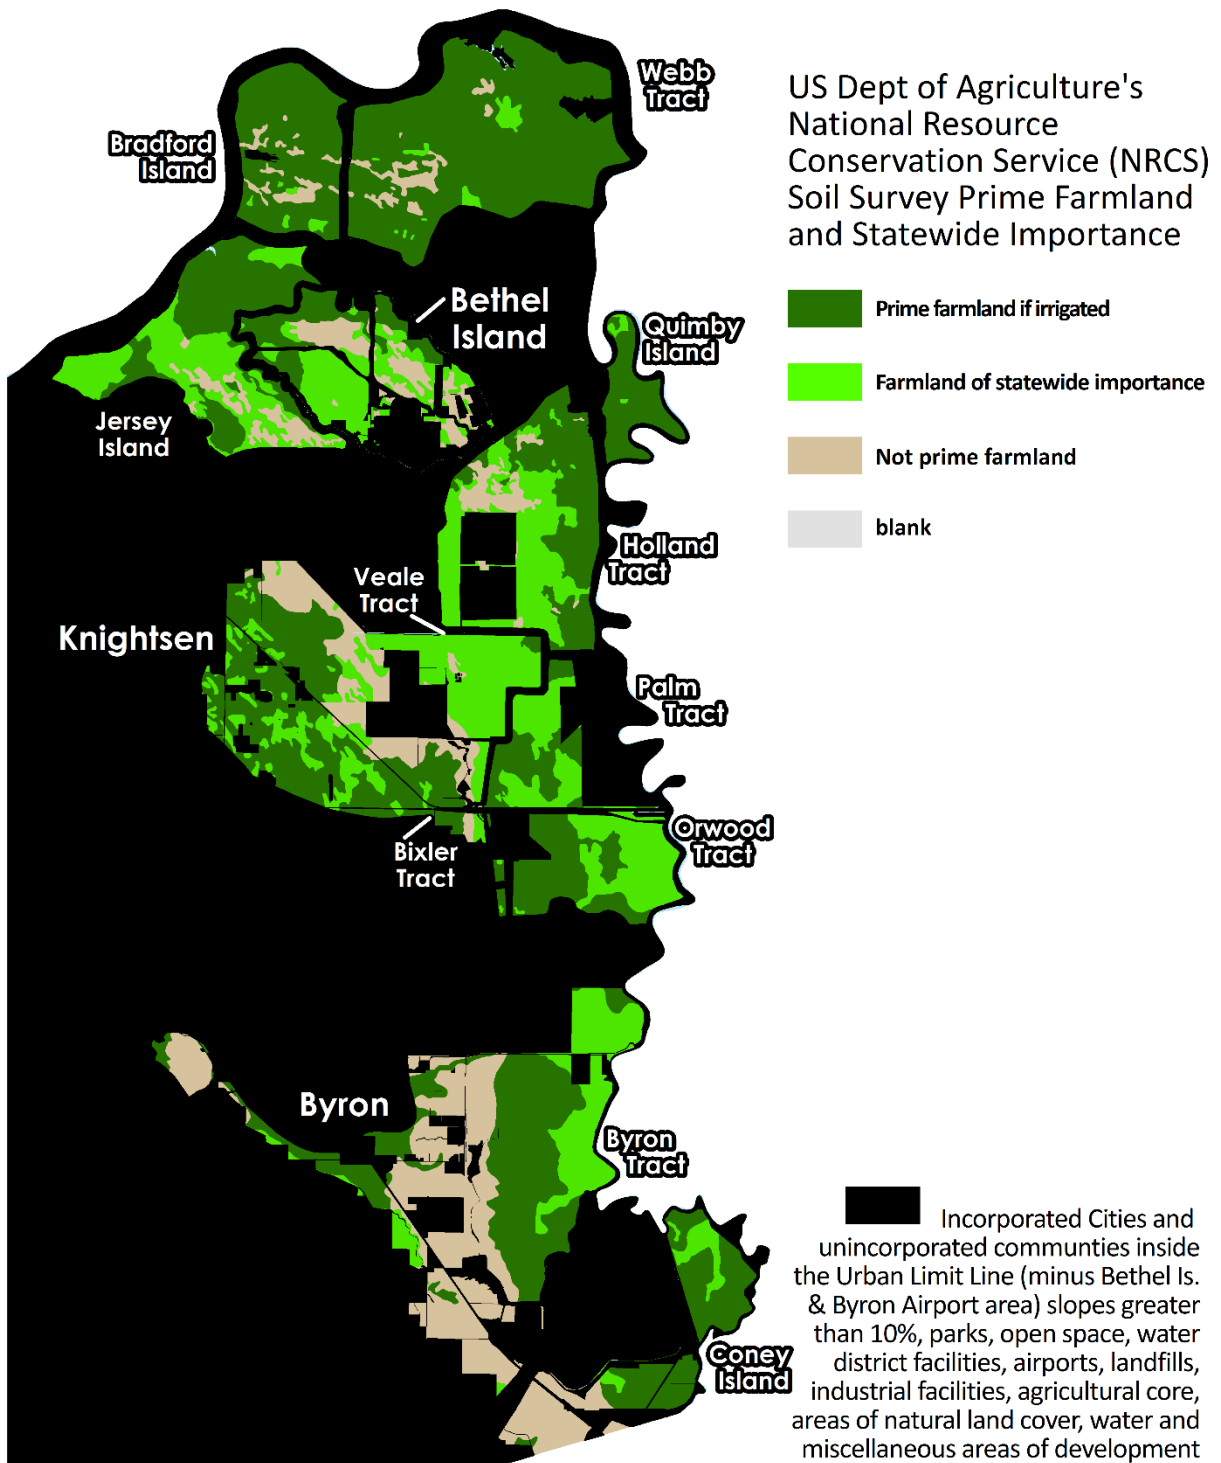 US Dept of Agriculture's
National Resource
Conservation Service (NRCS)
Soil Survey Prime Farmland
and Statewide Importance
Prime farmland if irrigated
Farmland of statewide importance
Not prime farmland
blank
Webb
Tract
Bradford
Island
Bethel
Island
Quimby
Island
Jersey
Island
Holland
Tract
Veale
Tract
Knightsen
Palm
Tract
Orwood
Tract
Bixler
Tract
Byron
Byron
Tract
Coney
Island
Incorporated Cities and
unincorporated communties inside
the Urban Limit Line (minus Bethel Is.
& Byron Airport area) slopes greater
than 10%, parks, open space, water
district facilities, airports, landfills,
industrial facilities, agricultural core,
areas of natural land cover, water and
miscellaneous areas of development